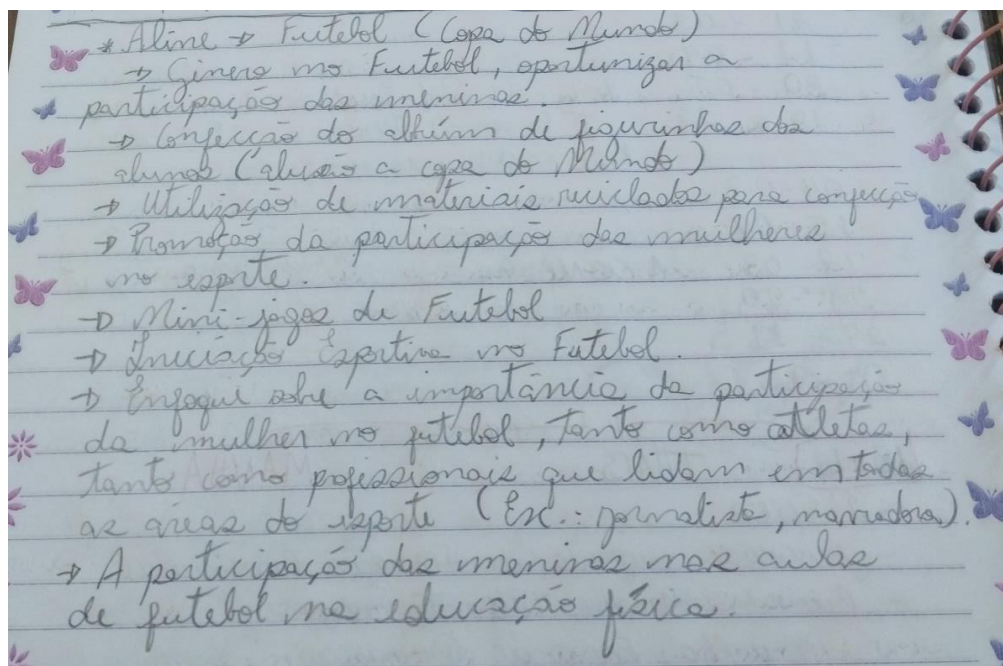 * Aline → Futebol (Copa do Mundo)
→ Gênero no Futebol, oportunizar a
participação das meninas.
→ Confecção do álbum de figurinhas dos
alunos (alusão a copa do Mundo)
→ Utilização de materiais reciclados para confecção
→ Promoção da participação das mulheres
no esporte.
→ Mini-jogos de Futebol
→ Iniciação Esportiva no Futebol.
→ Enfoque sobre a importância da participação
da mulher no futebol, tanto como atletas,
tanto como profissionais que lidam em todas
as áreas do esporte (Ex.: jornalista, narradora).
→ A participação das meninas nas aulas
de futebol na educação física.